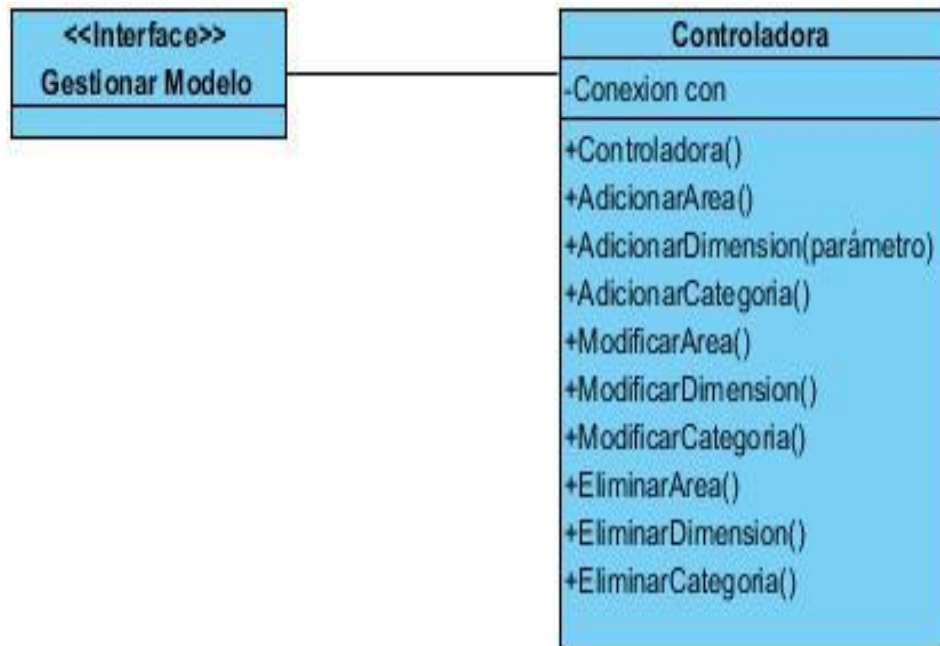 <<Interface>>
Gestionar Modelo
Controladora
-Conexion con
+Controladora()
+AdicionarArea()
+AdicionarDimension(parámetro)
+AdicionarCategoria()
+ModificarArea()
+ModificarDimension()
+ModificarCategoria()
+EliminarArea()
+EliminarDimension()
+EliminarCategoria()